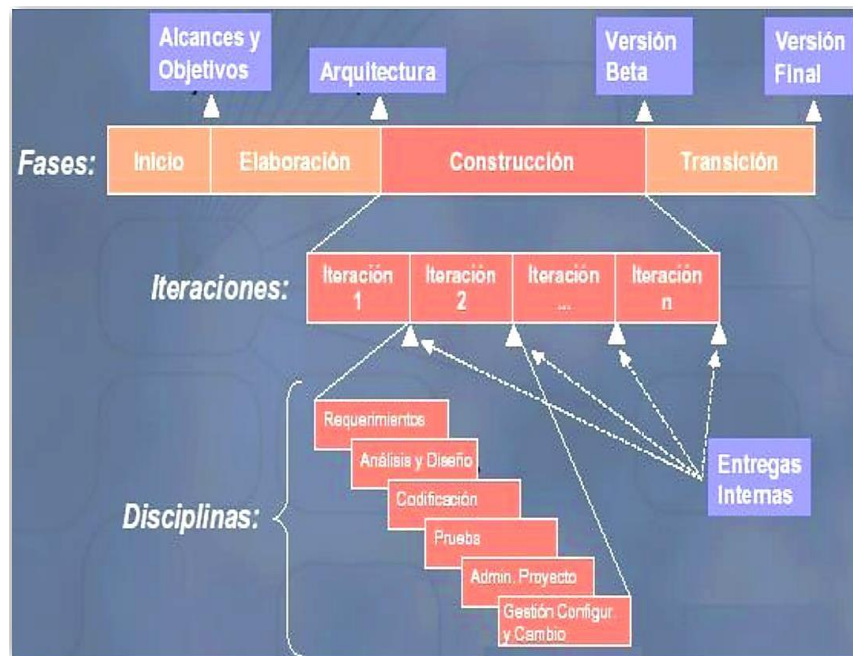 Alcances y
Objetivos
Arquitectura
Versión
Beta
Versión
Final
Fases:
Inicio
Elaboración
Construcción
Transición
Iteraciones:
Iteración
1
Iteración
2
Iteración
...
Iteración
n
Disciplinas:
Requerimientos
Análisis y Diseño
Codificación
Prueba
Admin. Proyecto
Gestión Configur.
y Cambio
Entregas
Internas